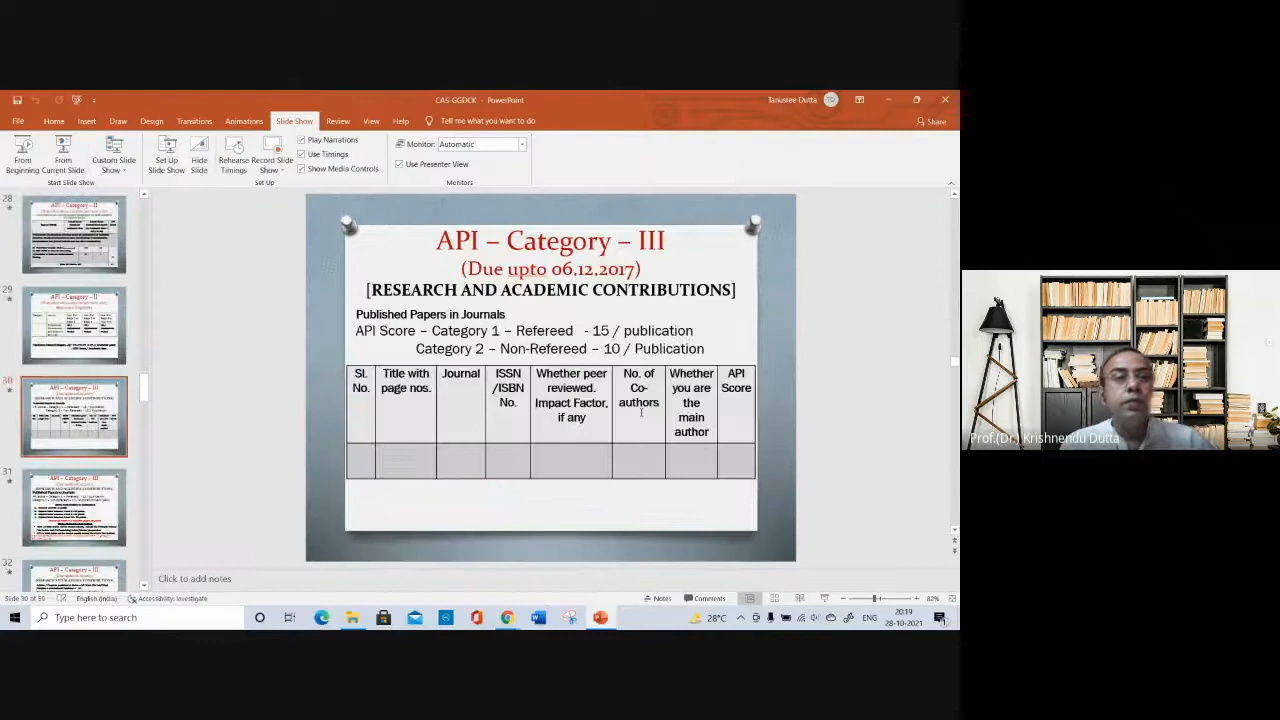 CAS-GGDCK - PowerPoint
Tanusree Dutta
TD
File Home Insert Draw Design Transitions Animations Slide Show Review View Help Tell me what you want to do
Share
From Beginning
From Current Slide
Custom Slide Show
Set Up Slide Show
Hide Slide
Rehearse Timings
Record Slide Show
Play Narrations
Use Timings
Show Media Controls
Monitor: Automatic
Use Presenter View
Start Slide Show
Set Up
Monitors
28
29
30
31
32
API – Category – III
(Due upto 06.12.2017)
[RESEARCH AND ACADEMIC CONTRIBUTIONS]
Published Papers in Journals
API Score – Category 1 – Refereed - 15 / publication
Category 2 – Non-Refereed – 10 / Publication
Sl. No.
Title with page nos.
Journal
ISSN /ISBN No.
Whether peer reviewed. Impact Factor, if any
No. of Co-authors
Whether you are the main author
API Score
Click to add notes
Slide 30 of 59
English (India)
Accessibility: Investigate
Notes
Comments
82%
Type here to search
28°C
ENG
20:19
28-10-2021
Prof.(Dr.) Krishnendu Dutta